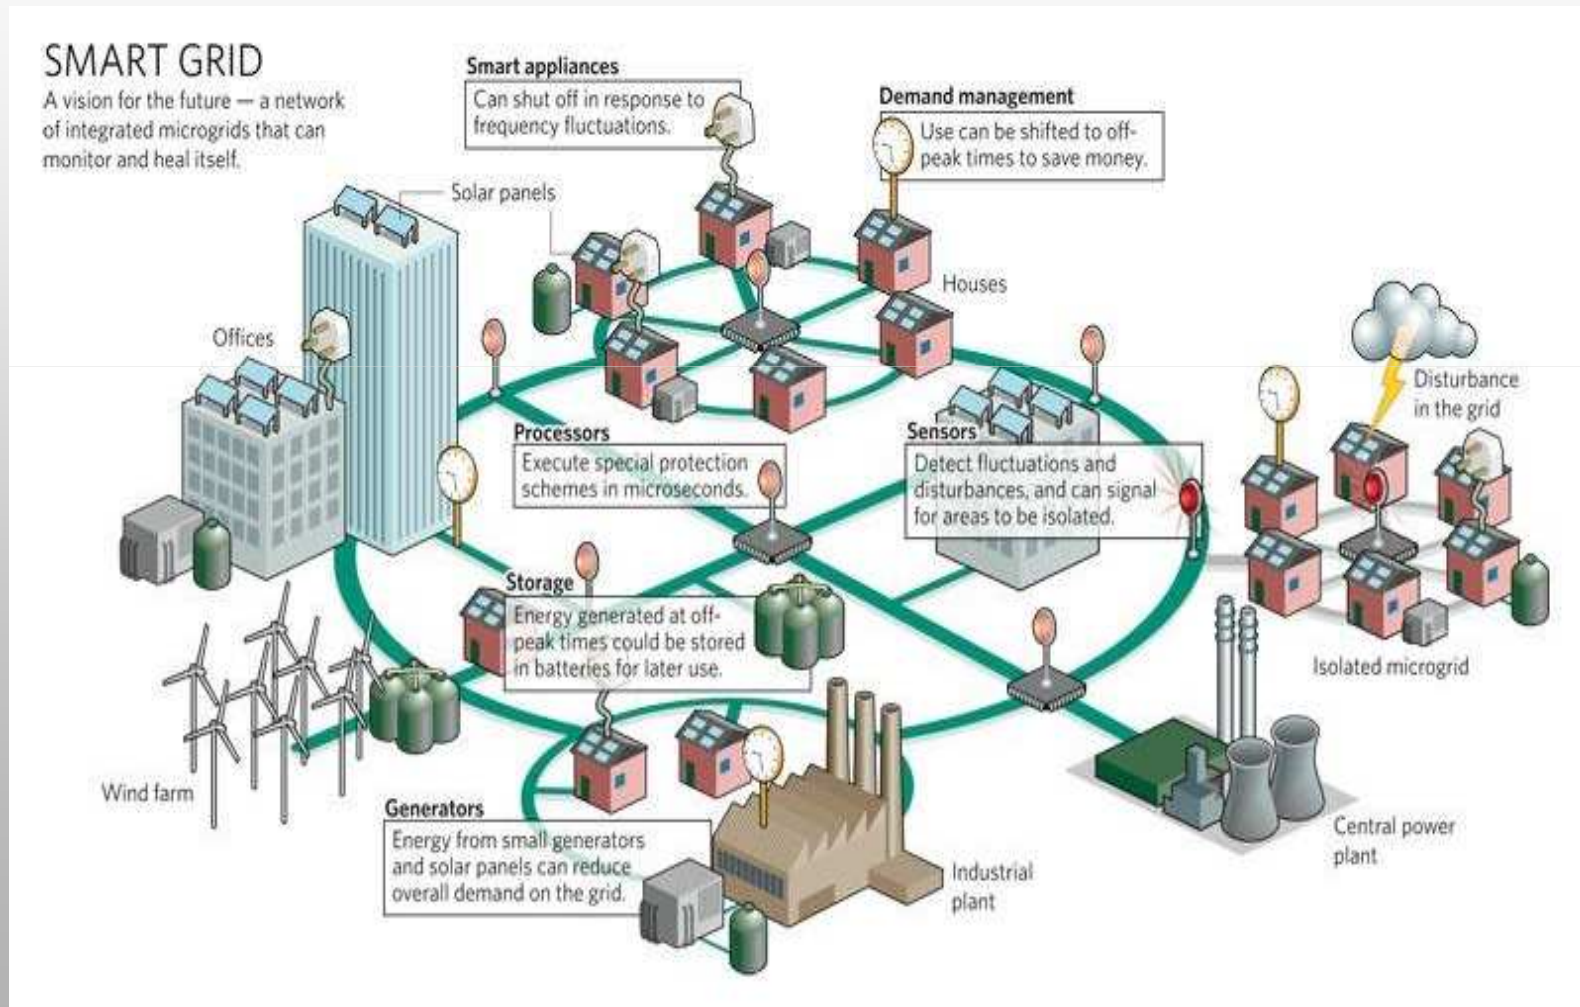 SMART GRID
A vision for the future — a network
of integrated microgrids that can
monitor and heal itself.
Smart appliances
Can shut off in response to
frequency fluctuations.
Demand management
Use can be shifted to off-
peak times to save money.
Solar panels
Houses
Offices
Disturbance
in the grid
Processors
Execute special protection
schemes in microseconds.
Sensors
Detect fluctuations and
disturbances, and can signal
for areas to be isolated.
Storage
Energy generated at off-
peak times could be stored
in batteries for later use.
Isolated microgrid
Wind farm
Generators
Energy from small generators
and solar panels can reduce
overall demand on the grid.
Industrial
plant
Central power
plant